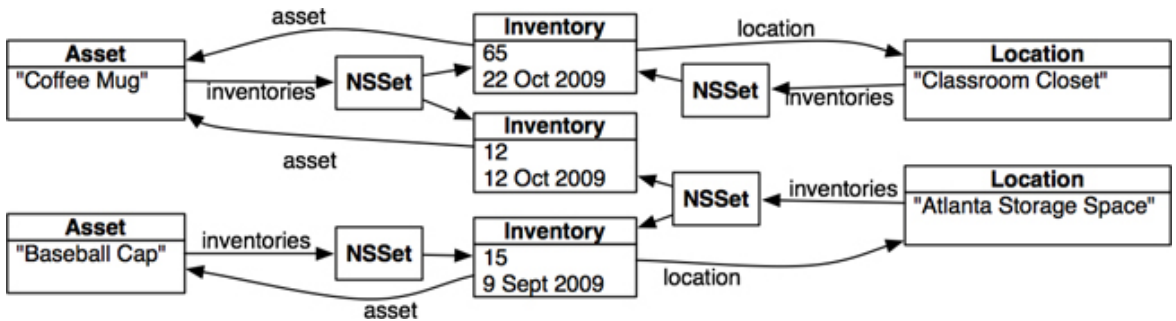 asset
Inventory
65
22 Oct 2009
location
Asset
"Coffee Mug"
inventories
NSSet
NSSet
inventories
Location
"Classroom Closet"
asset
Inventory
12
12 Oct 2009
NSSet
inventories
Location
"Atlanta Storage Space"
Asset
"Baseball Cap"
inventories
NSSet
Inventory
15
9 Sept 2009
location
asset